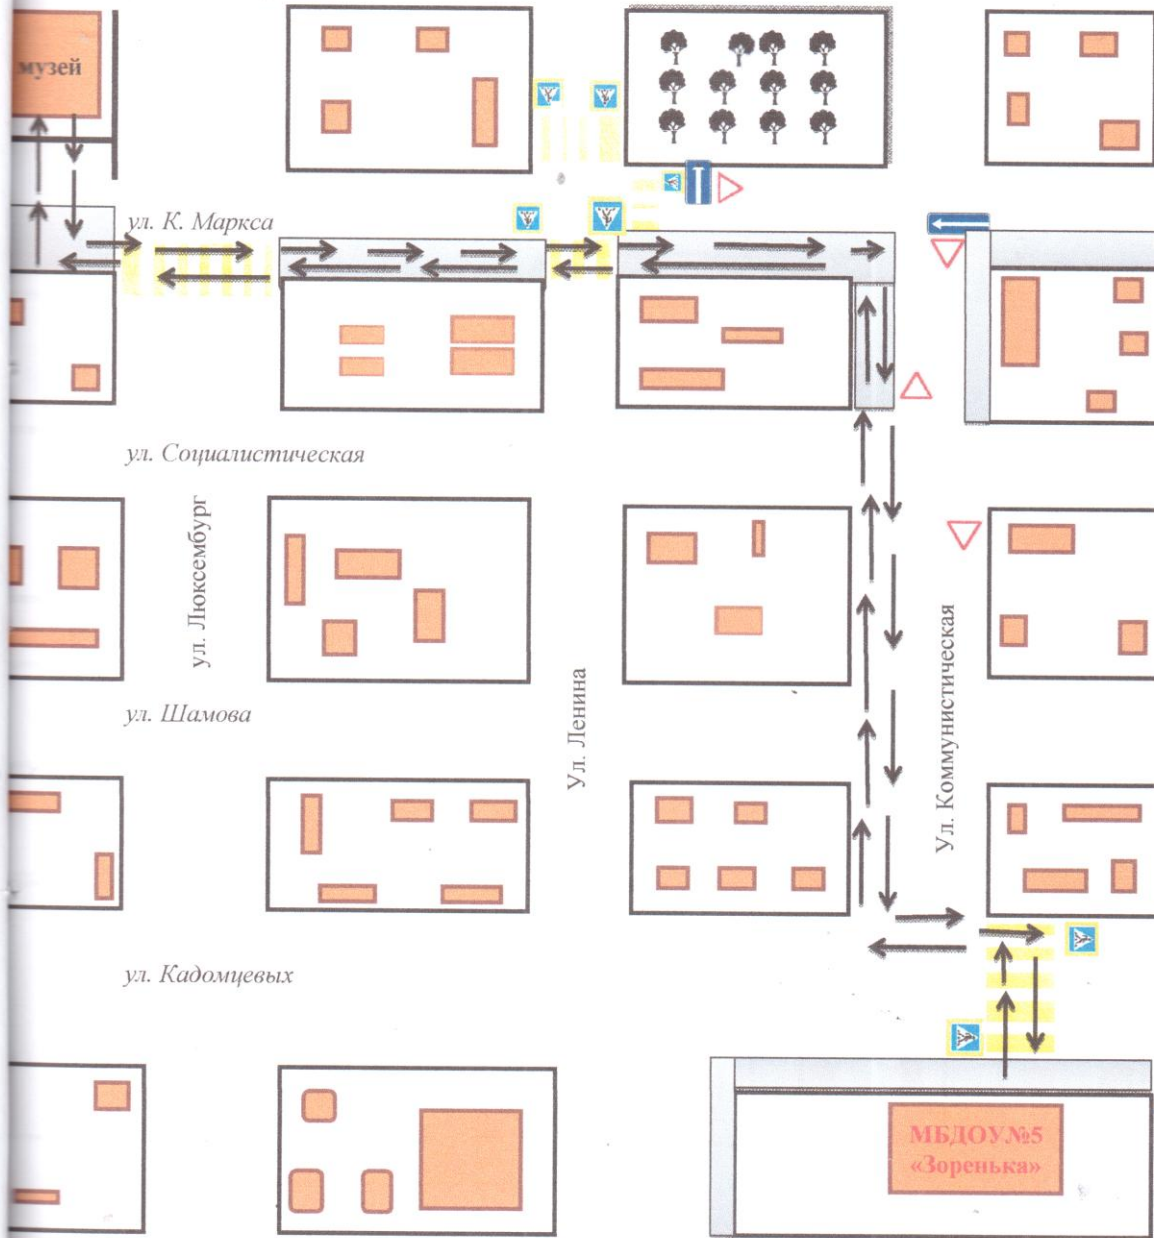 музей
ул. К. Маркса
ул. Социалистическая
ул. Люксембург
ул. Шамова
Ул. Ленина
Ул. Коммунистическая
ул. Кадомцевых
МБДОУ№5
«Зоренька»